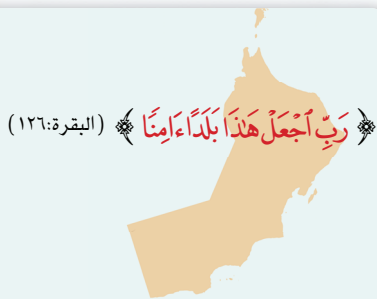 ﴿ رَبِّ ٱجۡعَلۡ هَٰذَا بَلَدًا ءَامِنٗا ﴾ (البقرة:١٢٦)